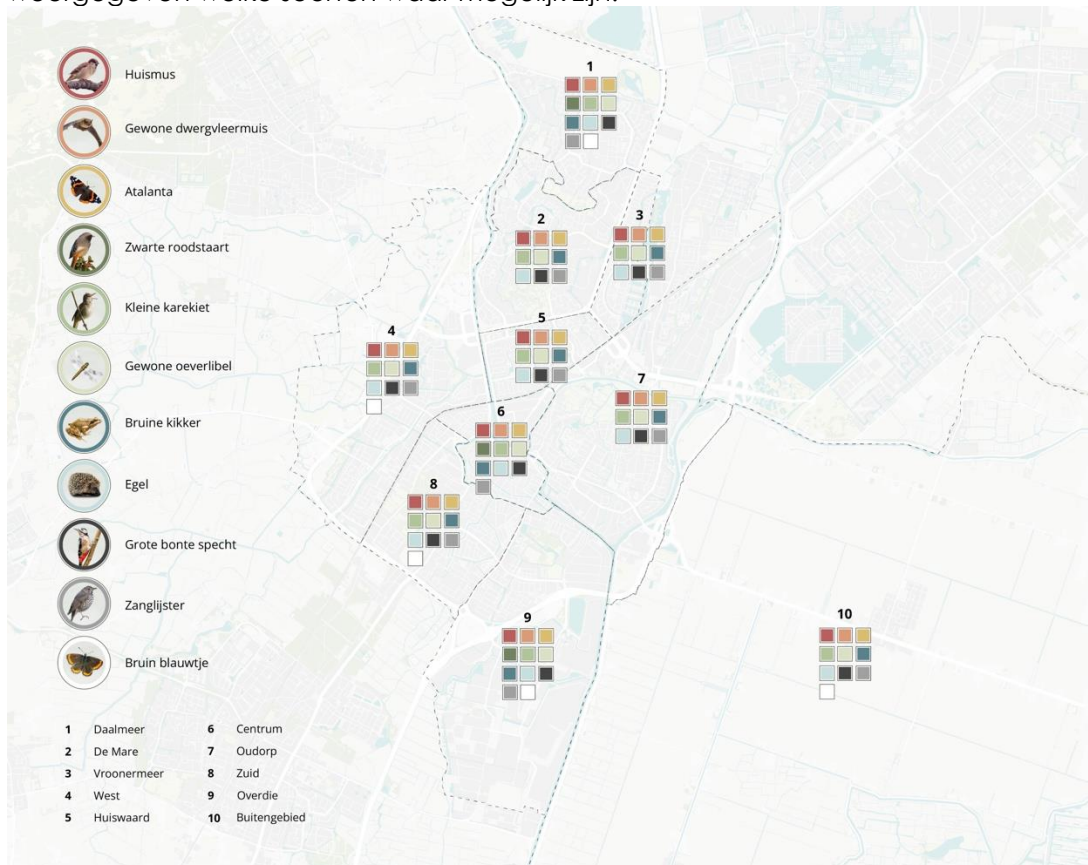 weergegeven welke soorten waar mogelijk zijn.
Huismus
Gewone dwergvleermuis
Atalanta
Zwarte roodstaart
Kleine karekiet
Gewone oeverlibel
Bruine kikker
Egel
Grote bonte specht
Zanglijster
Bruin blauwtje
1
2
3
4
5
6
7
8
9
10
1 Daalmeer
2 De Mare
3 Vroonermeer
4 West
5 Huiswaard
6 Centrum
7 Oudorp
8 Zuid
9 Overdie
10 Buitengebied